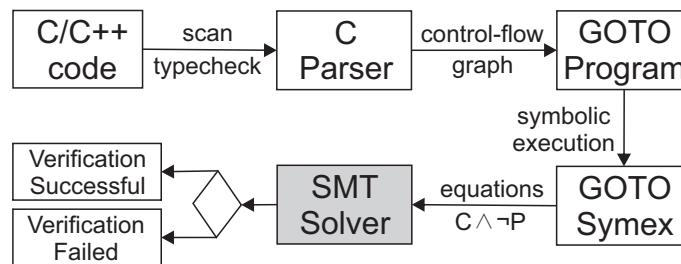 C/C++
code
scan
typecheck
C
Parser
control-flow
graph
GOTO
Program
symbolic
execution
GOTO
Symex
equations
C ∧ ¬P
SMT
Solver
Verification
Successful
Verification
Failed